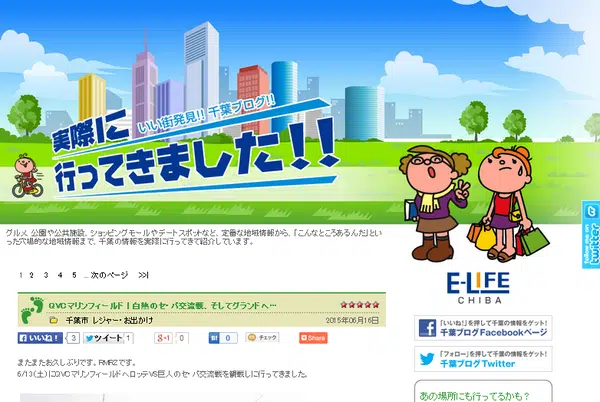 いい街発見!! 千葉ブログ!!
実際に
行ってきました!!
グルメ、公園や公共施設、ショッピングモールやデートスポットなど、定番な地域情報から、『こんなところあるんだ』とい
った穴場的な地域情報まで、千葉の情報を実際に行ってきて紹介しています。
1 2 3 4 5 ... 次のページ >>|
QVCマリンフィールド | 白熱のセ・パ交流戦、そしてグランドへ…
★★★★★
千葉市 レジャー・お出かけ
2015年06月16日
いいね! 3 ツイート 1 g+1 0 B! 0 チェック Share
またまたお久しぶりです。RMRZです。
6/13(土)にQVCマリンフィールドへロッテVS巨人のセ・パ交流戦を観戦しに行ってきました。
E-LIFE
CHIBA
「いいね!」を押して千葉の情報をゲット!
千葉ブログFacebookページ
「フォロー」を押して千葉の情報をゲット!
千葉ブログTwitter
あの場所にも行ってるかも?
follow us on
twitter